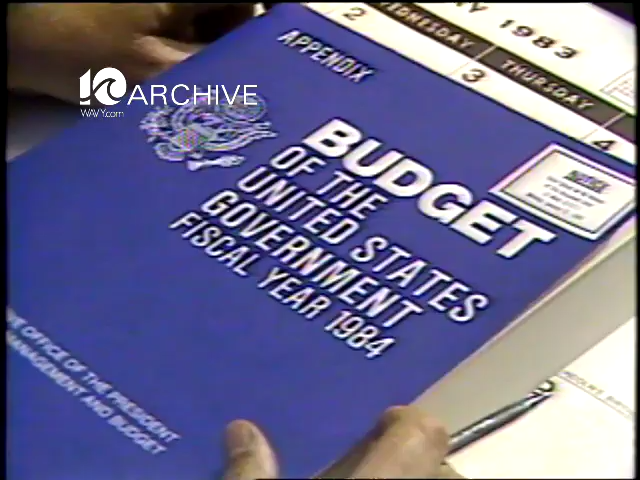 2
WEDNESDAY
1983
3
THURSDAY
4
APPENDIX
10 ARCHIVE
WAVY.com
BUDGET
OF THE
UNITED STATES
GOVERNMENT
FISCAL YEAR 1984
OFFICE OF THE PRESIDENT
MANAGEMENT AND BUDGET